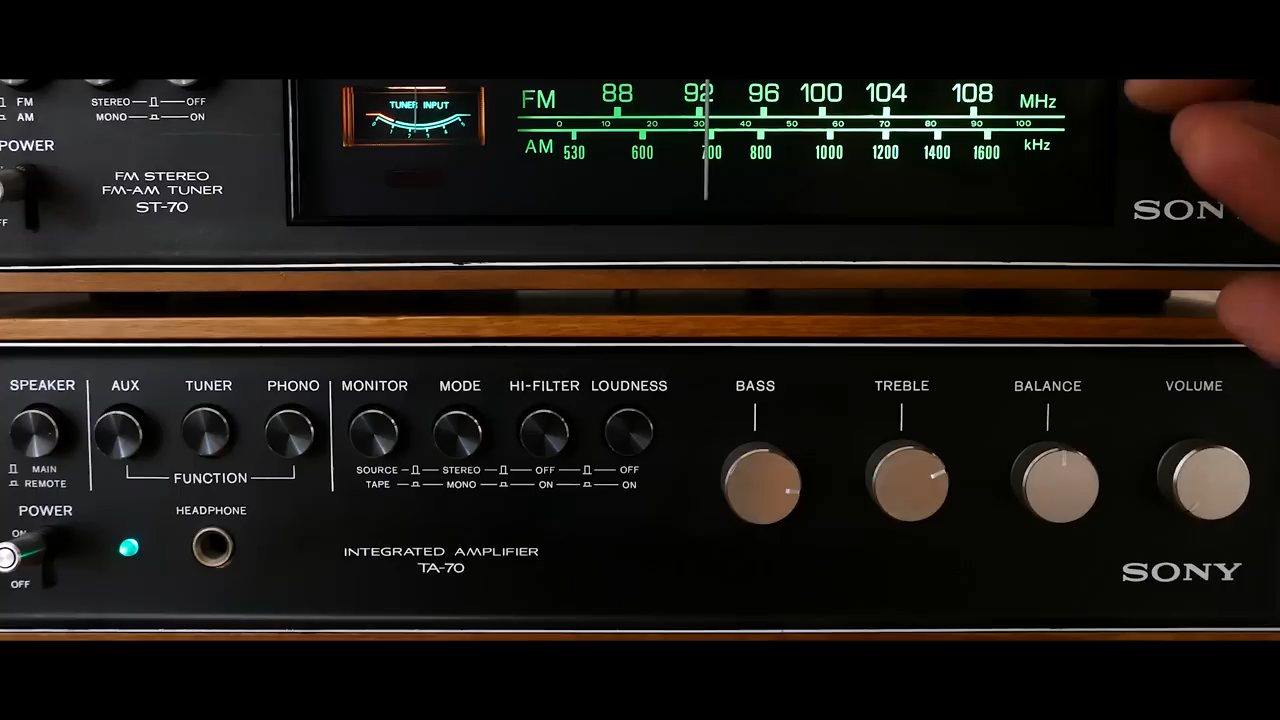 FM
AM
STEREO OFF
MONO ON
POWER
FM STEREO
FM-AM TUNER
ST-70
TUNER INPUT
FM 88 92 96 100 104 108 MHz
0 10 20 30 40 50 60 70 80 90 100
AM 530 600 700 800 1000 1200 1400 1600 kHz
SON
SPEAKER AUX TUNER PHONO MONITOR MODE HI-FILTER LOUDNESS BASS TREBLE BALANCE VOLUME
MAIN
REMOTE
FUNCTION
SOURCE STEREO OFF OFF
TAPE MONO ON ON
POWER
ON
OFF
HEADPHONE
INTEGRATED AMPLIFIER
TA-70
SONY